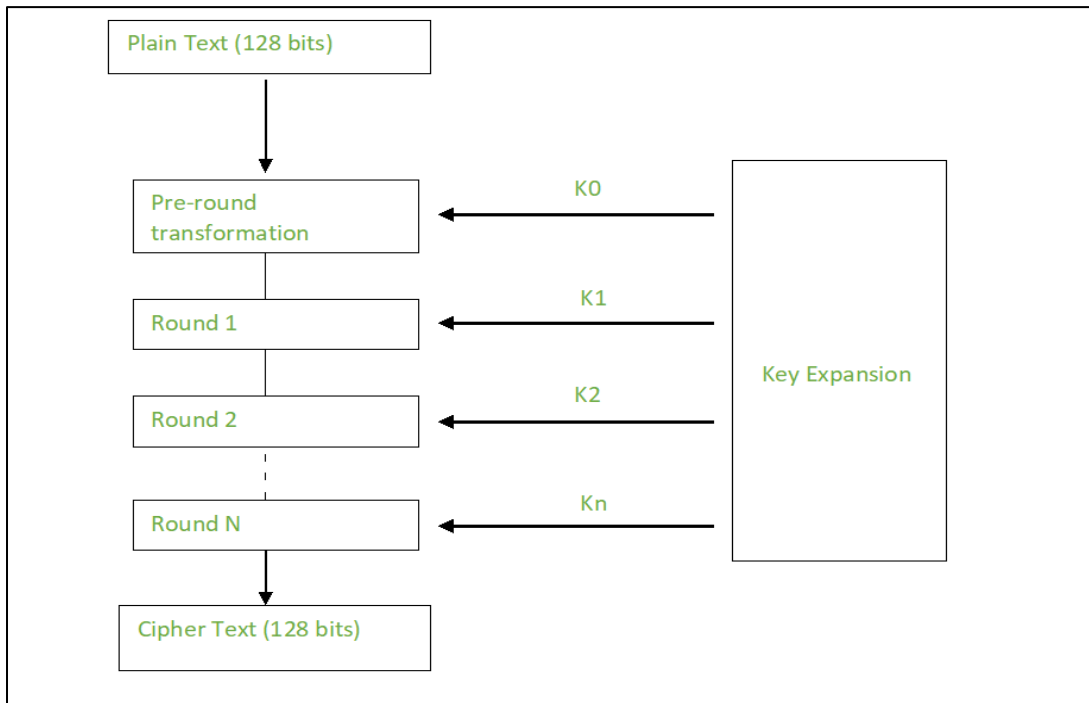 Plain Text (128 bits)
Pre-round
transformation
K0
Round 1
K1
Round 2
K2
Key Expansion
Round N
Kn
Cipher Text (128 bits)